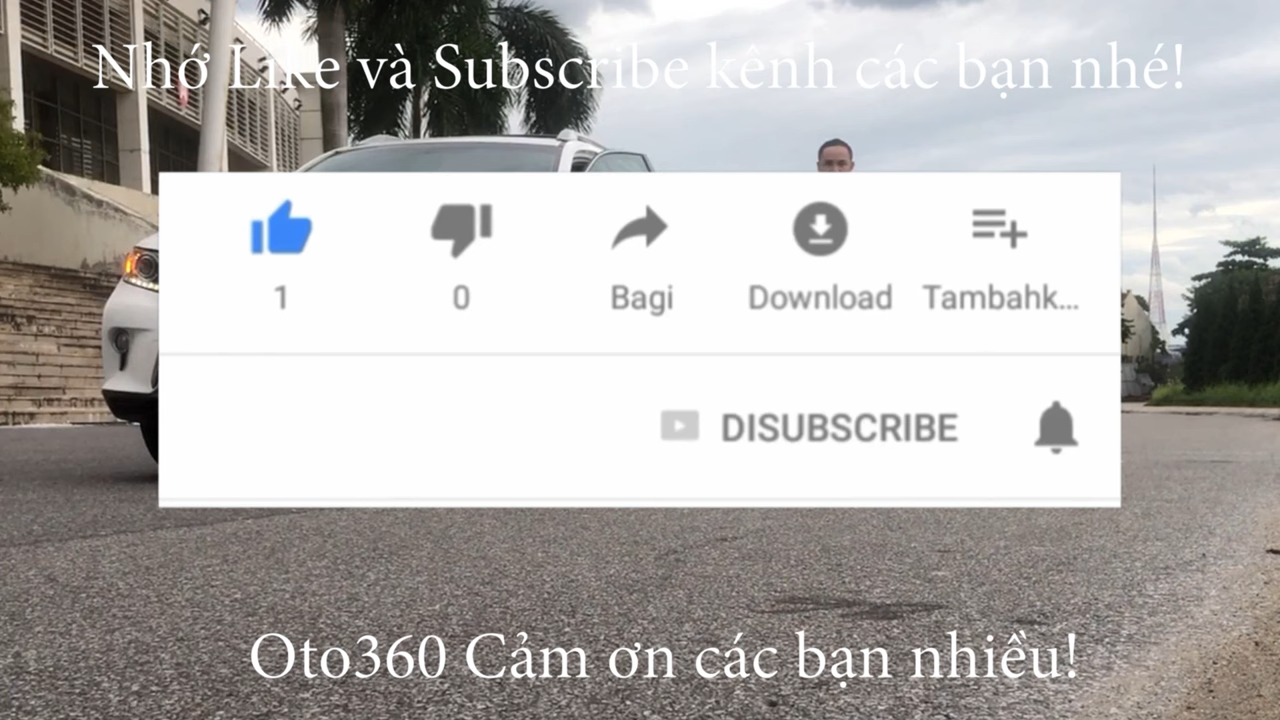 Nhớ Like và Subscribe kênh các bạn nhé!
1 0 Bagi Download Tambahk...
DISUBSCRIBE
Oto360 Cảm ơn các bạn nhiều!